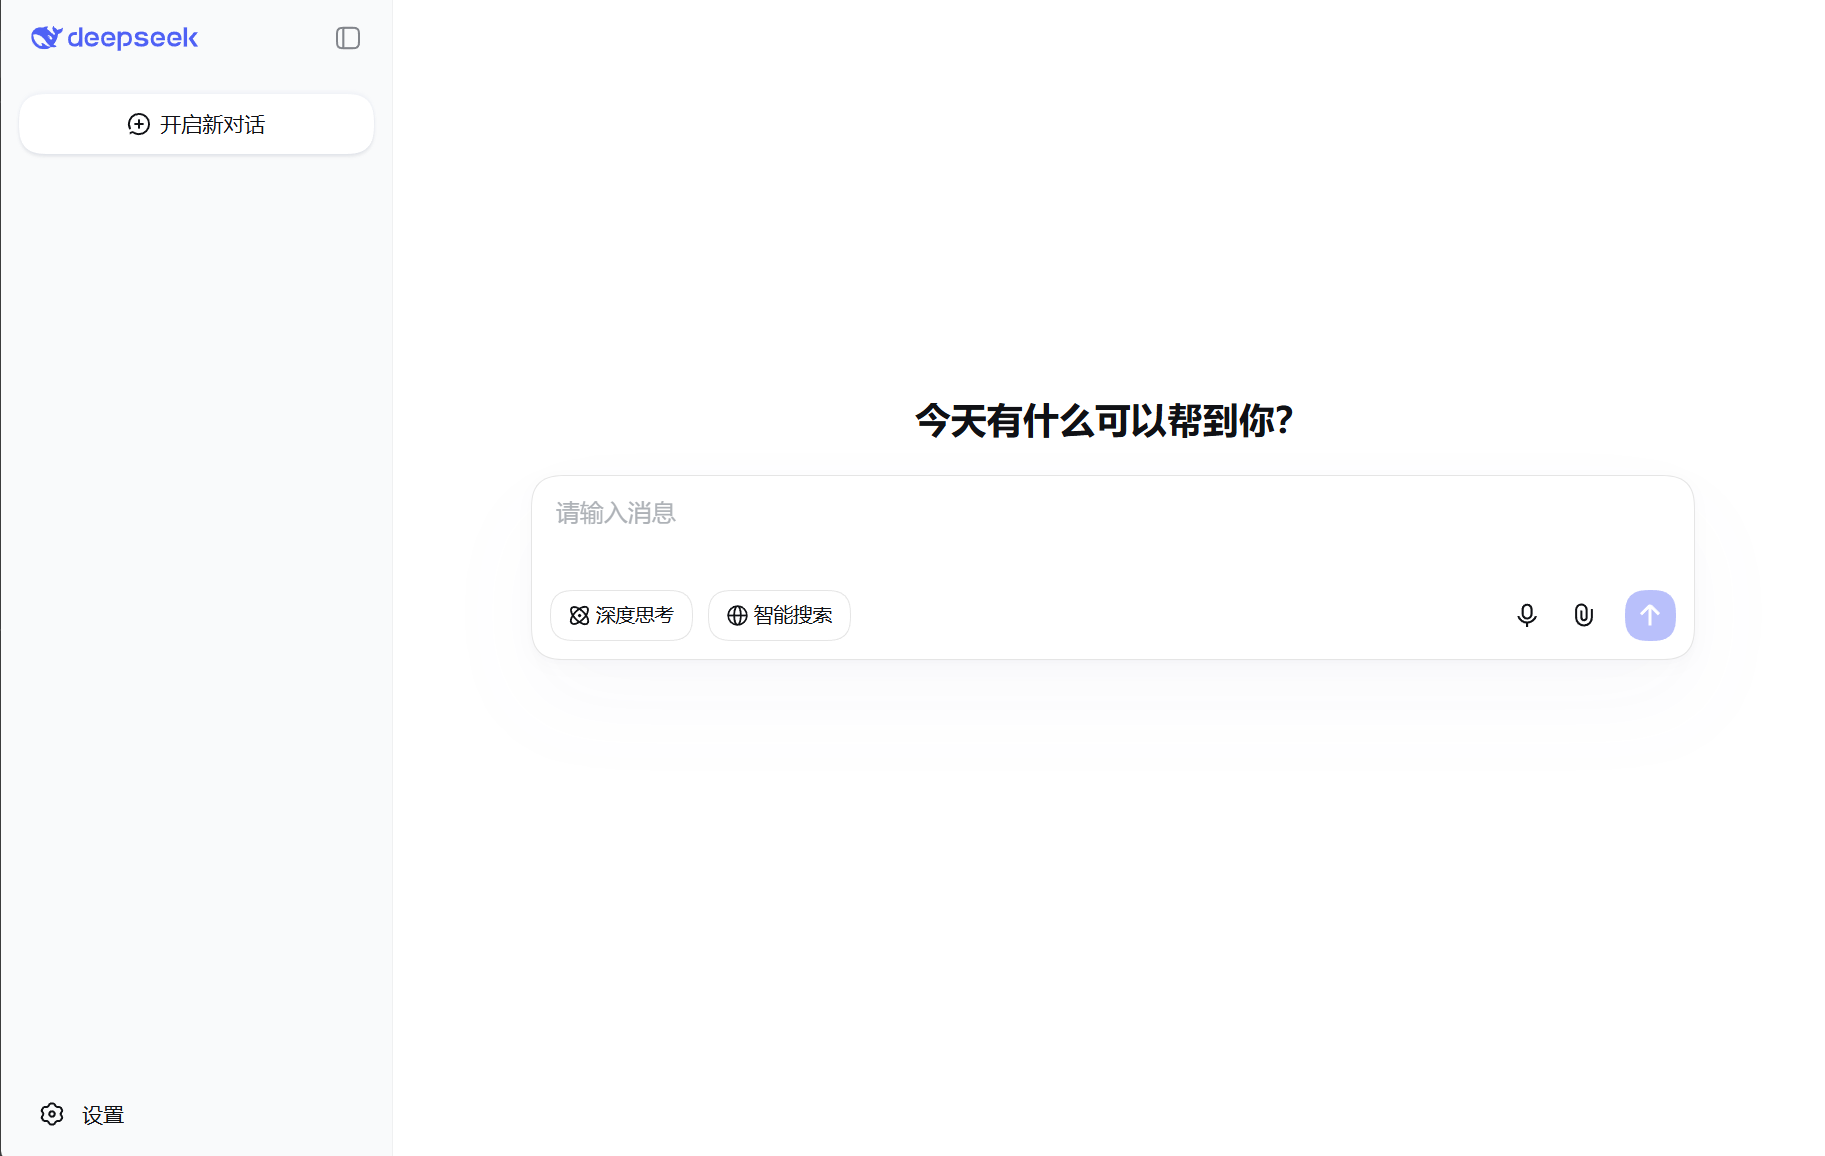 deepseek
开启新对话
今天有什么可以帮到你？
请输入消息
深度思考
智能搜索
设置